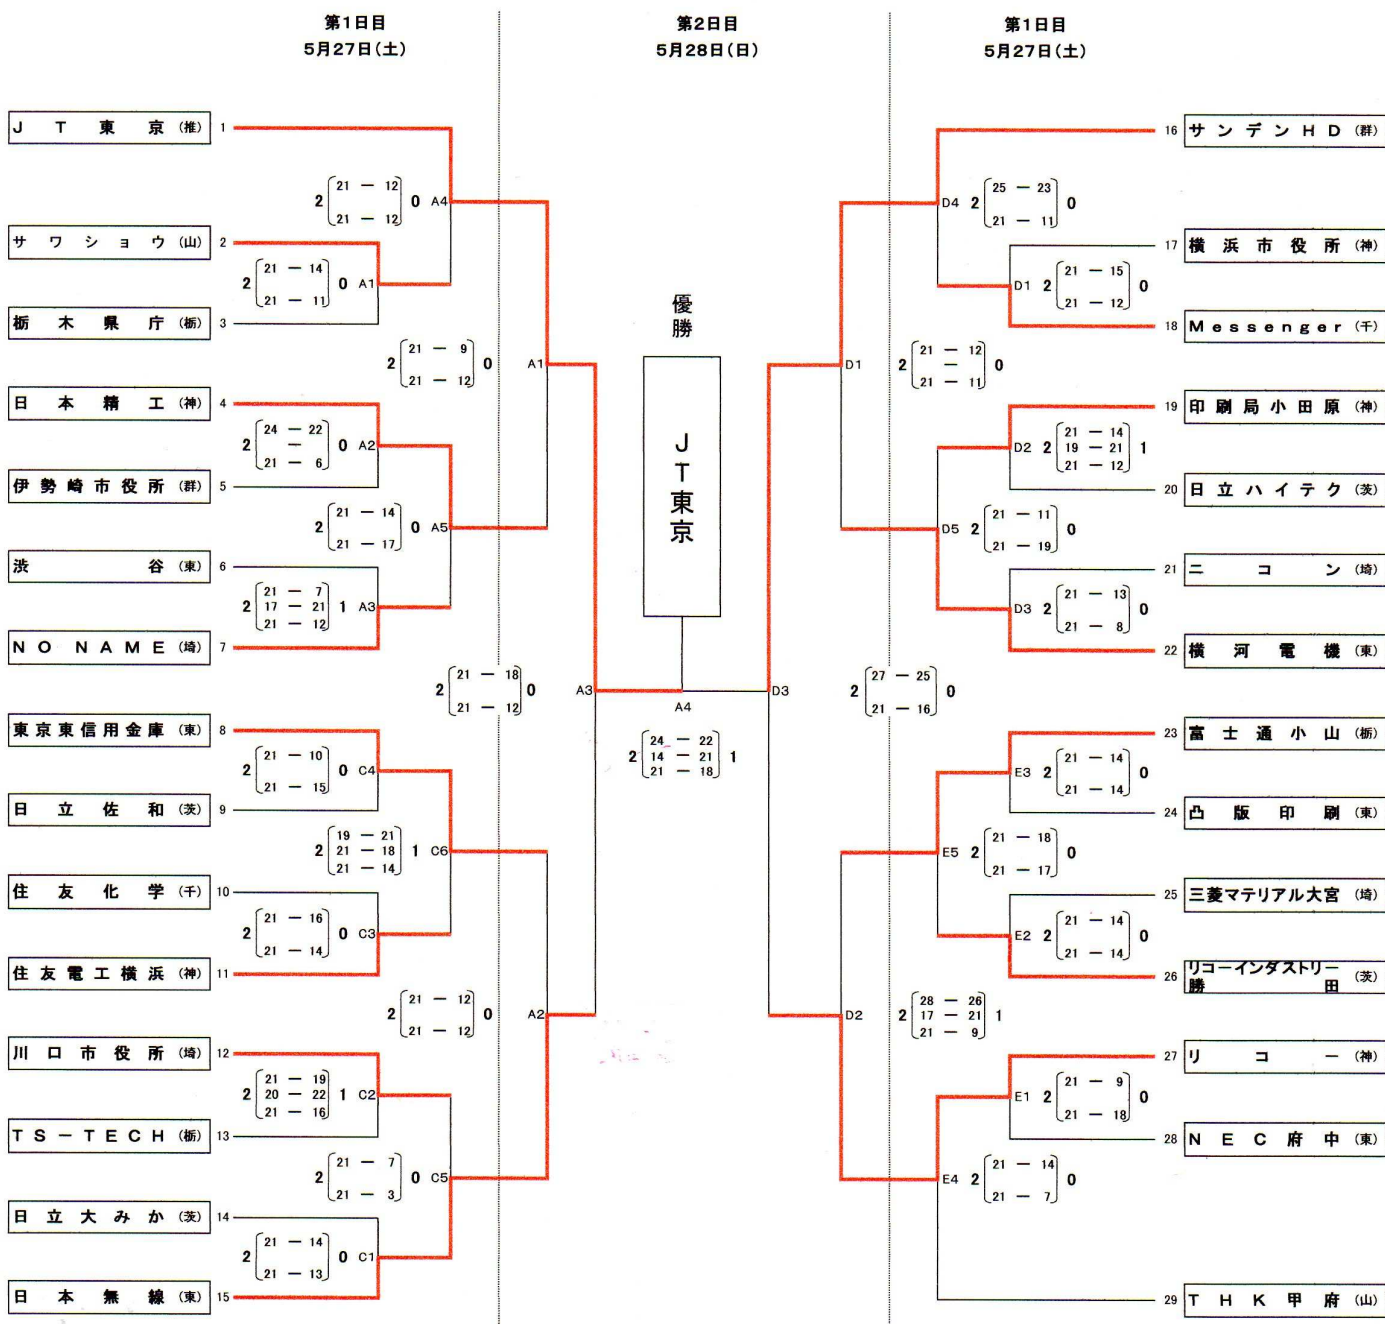 第1日目
5月27日(土)
第2日目
5月28日(日)
第1日目
5月27日(土)
JT東京 (推) 1
サワショウ (山) 2
栃木県庁 (栃) 3
日本精工 (神) 4
伊勢崎市役所 (群) 5
渋谷 (東) 6
NO NAME (埼) 7
東京東信用金庫 (東) 8
日立佐和 (茨) 9
住友化学 (千) 10
住友電工横浜 (神) 11
川口市役所 (埼) 12
TS-TECH (栃) 13
日立大みか (茨) 14
日本無線 (東) 15
2 21 - 12 0 A4
21 - 12
2 21 - 14 0 A1
21 - 11
2 21 - 9 0 A1
21 - 12
2 24 - 22 0 A2
-
21 - 6
2 21 - 14 0 A5
21 - 17
2 21 - 7 1 A3
17 - 21
21 - 12
2 21 - 18 0 A3
21 - 12
2 21 - 10 0 C4
21 - 15
2 19 - 21 1 C6
21 - 18
21 - 14
2 21 - 16 0 C3
21 - 14
2 21 - 12 0 A2
21 - 12
2 21 - 19 1 C2
20 - 22
21 - 16
2 21 - 7 0 C5
21 - 3
2 21 - 14 0 C1
21 - 13
優勝
JT東京
A4
2 24 - 22 1
14 - 21
21 - 18
D4 2 25 - 23 0
21 - 11
D1 2 21 - 15 0
21 - 12
D1 2 21 - 12 0
-
21 - 11
D2 2 21 - 14 1
19 - 21
21 - 12
D5 2 21 - 11 0
21 - 19
D3 2 21 - 13 0
21 - 8
D3 2 27 - 25 0
21 - 16
E3 2 21 - 14 0
21 - 14
E5 2 21 - 18 0
21 - 17
E2 2 21 - 14 0
21 - 14
D2 2 28 - 26 1
17 - 21
21 - 9
E1 2 21 - 9 0
21 - 18
E4 2 21 - 14 0
21 - 7
16 サンデンHD (群)
17 横浜市役所 (神)
18 Messenger (千)
19 印刷局小田原 (神)
20 日立ハイテク (茨)
21 ニコン (埼)
22 横河電機 (東)
23 富士通小山 (栃)
24 凸版印刷 (東)
25 三菱マテリアル大宮 (埼)
26 リコーインダストリー
勝田 (茨)
27 リコー (神)
28 NEC府中 (東)
29 THK甲府 (山)